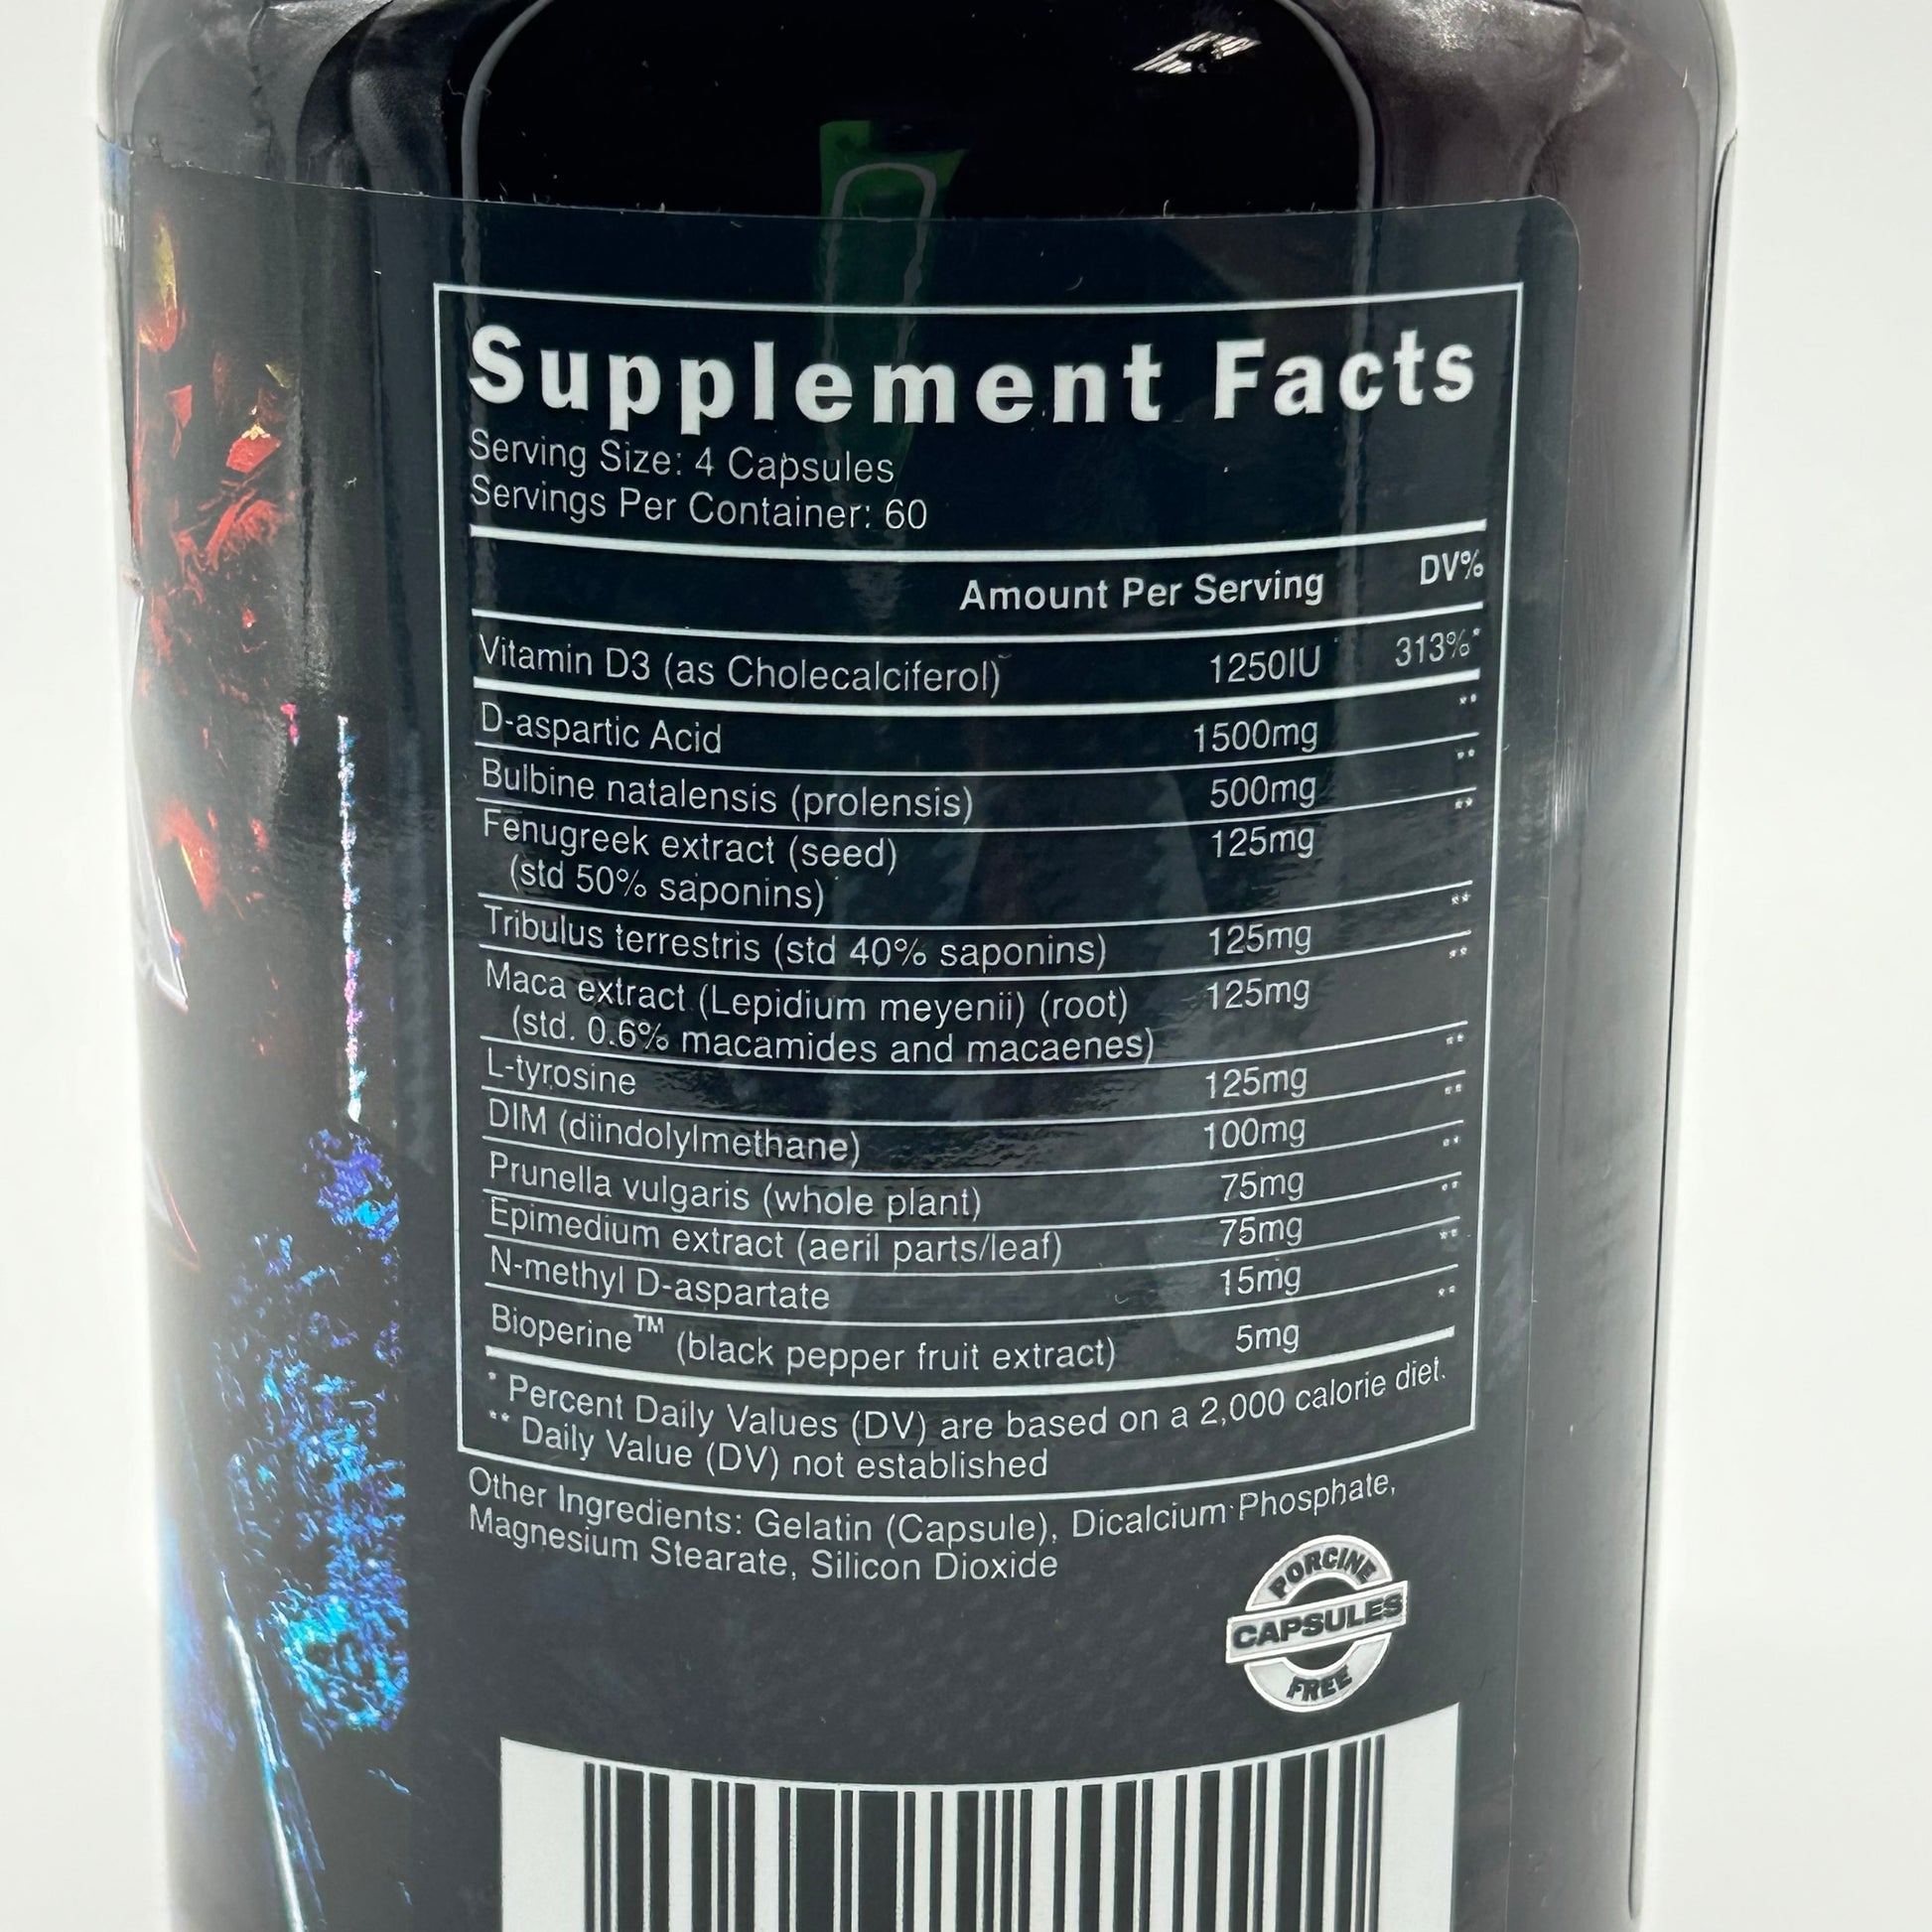 Supplement Facts
Serving Size: 4 Capsules
Servings Per Container: 60
Amount Per Serving DV%
Vitamin D3 (as Cholecalciferol) 1250IU 313%*
D-aspartic Acid 1500mg **
Bulbine natalensis (prolensis) 500mg **
Fenugreek extract (seed) 125mg **
(std 50% saponins)
Tribulus terrestris (std 40% saponins) 125mg **
Maca extract (Lepidium meyenii) (root) 125mg **
(std. 0.6% macamides and macaenes)
L-tyrosine 125mg **
DIM (diindolylmethane) 100mg **
Prunella vulgaris (whole plant) 75mg **
Epimedium extract (aeril parts/leaf) 75mg **
N-methyl D-aspartate 15mg **
Bioperine™ (black pepper fruit extract) 5mg **
* Percent Daily Values (DV) are based on a 2,000 calorie diet.
** Daily Value (DV) not established
Other Ingredients: Gelatin (Capsule), Dicalcium Phosphate,
Magnesium Stearate, Silicon Dioxide
PORCINE
CAPSULES
FREE